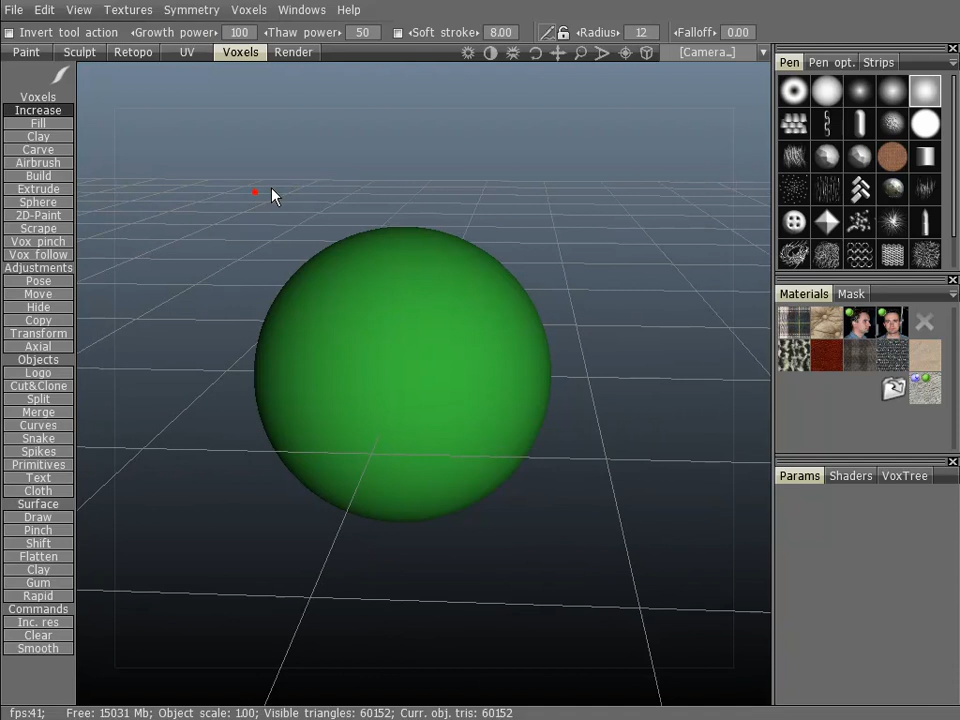 File Edit View Textures Symmetry Voxels Windows Help
Invert tool action Growth power 100 Thaw power 50 Soft stroke 8.00 Radius 12 Falloff 0.00
Paint Sculpt Retopo UV Voxels Render [Camera...]
Voxels
Increase
Fill
Clay
Carve
Airbrush
Build
Extrude
Sphere
2D-Paint
Scrape
Vox pinch
Vox follow
Adjustments
Pose
Move
Hide
Copy
Transform
Axial
Objects
Logo
Cut&Clone
Split
Merge
Curves
Snake
Spikes
Primitives
Text
Cloth
Surface
Draw
Pinch
Shift
Flatten
Clay
Gum
Rapid
Commands
Inc. res
Clear
Smooth
Pen Pen opt. Strips
Materials Mask
Params Shaders VoxTree
fps:41; Free: 15031 Mb; Object scale: 1.00; Visible triangles: 60152; Curr. obj. tris: 60152